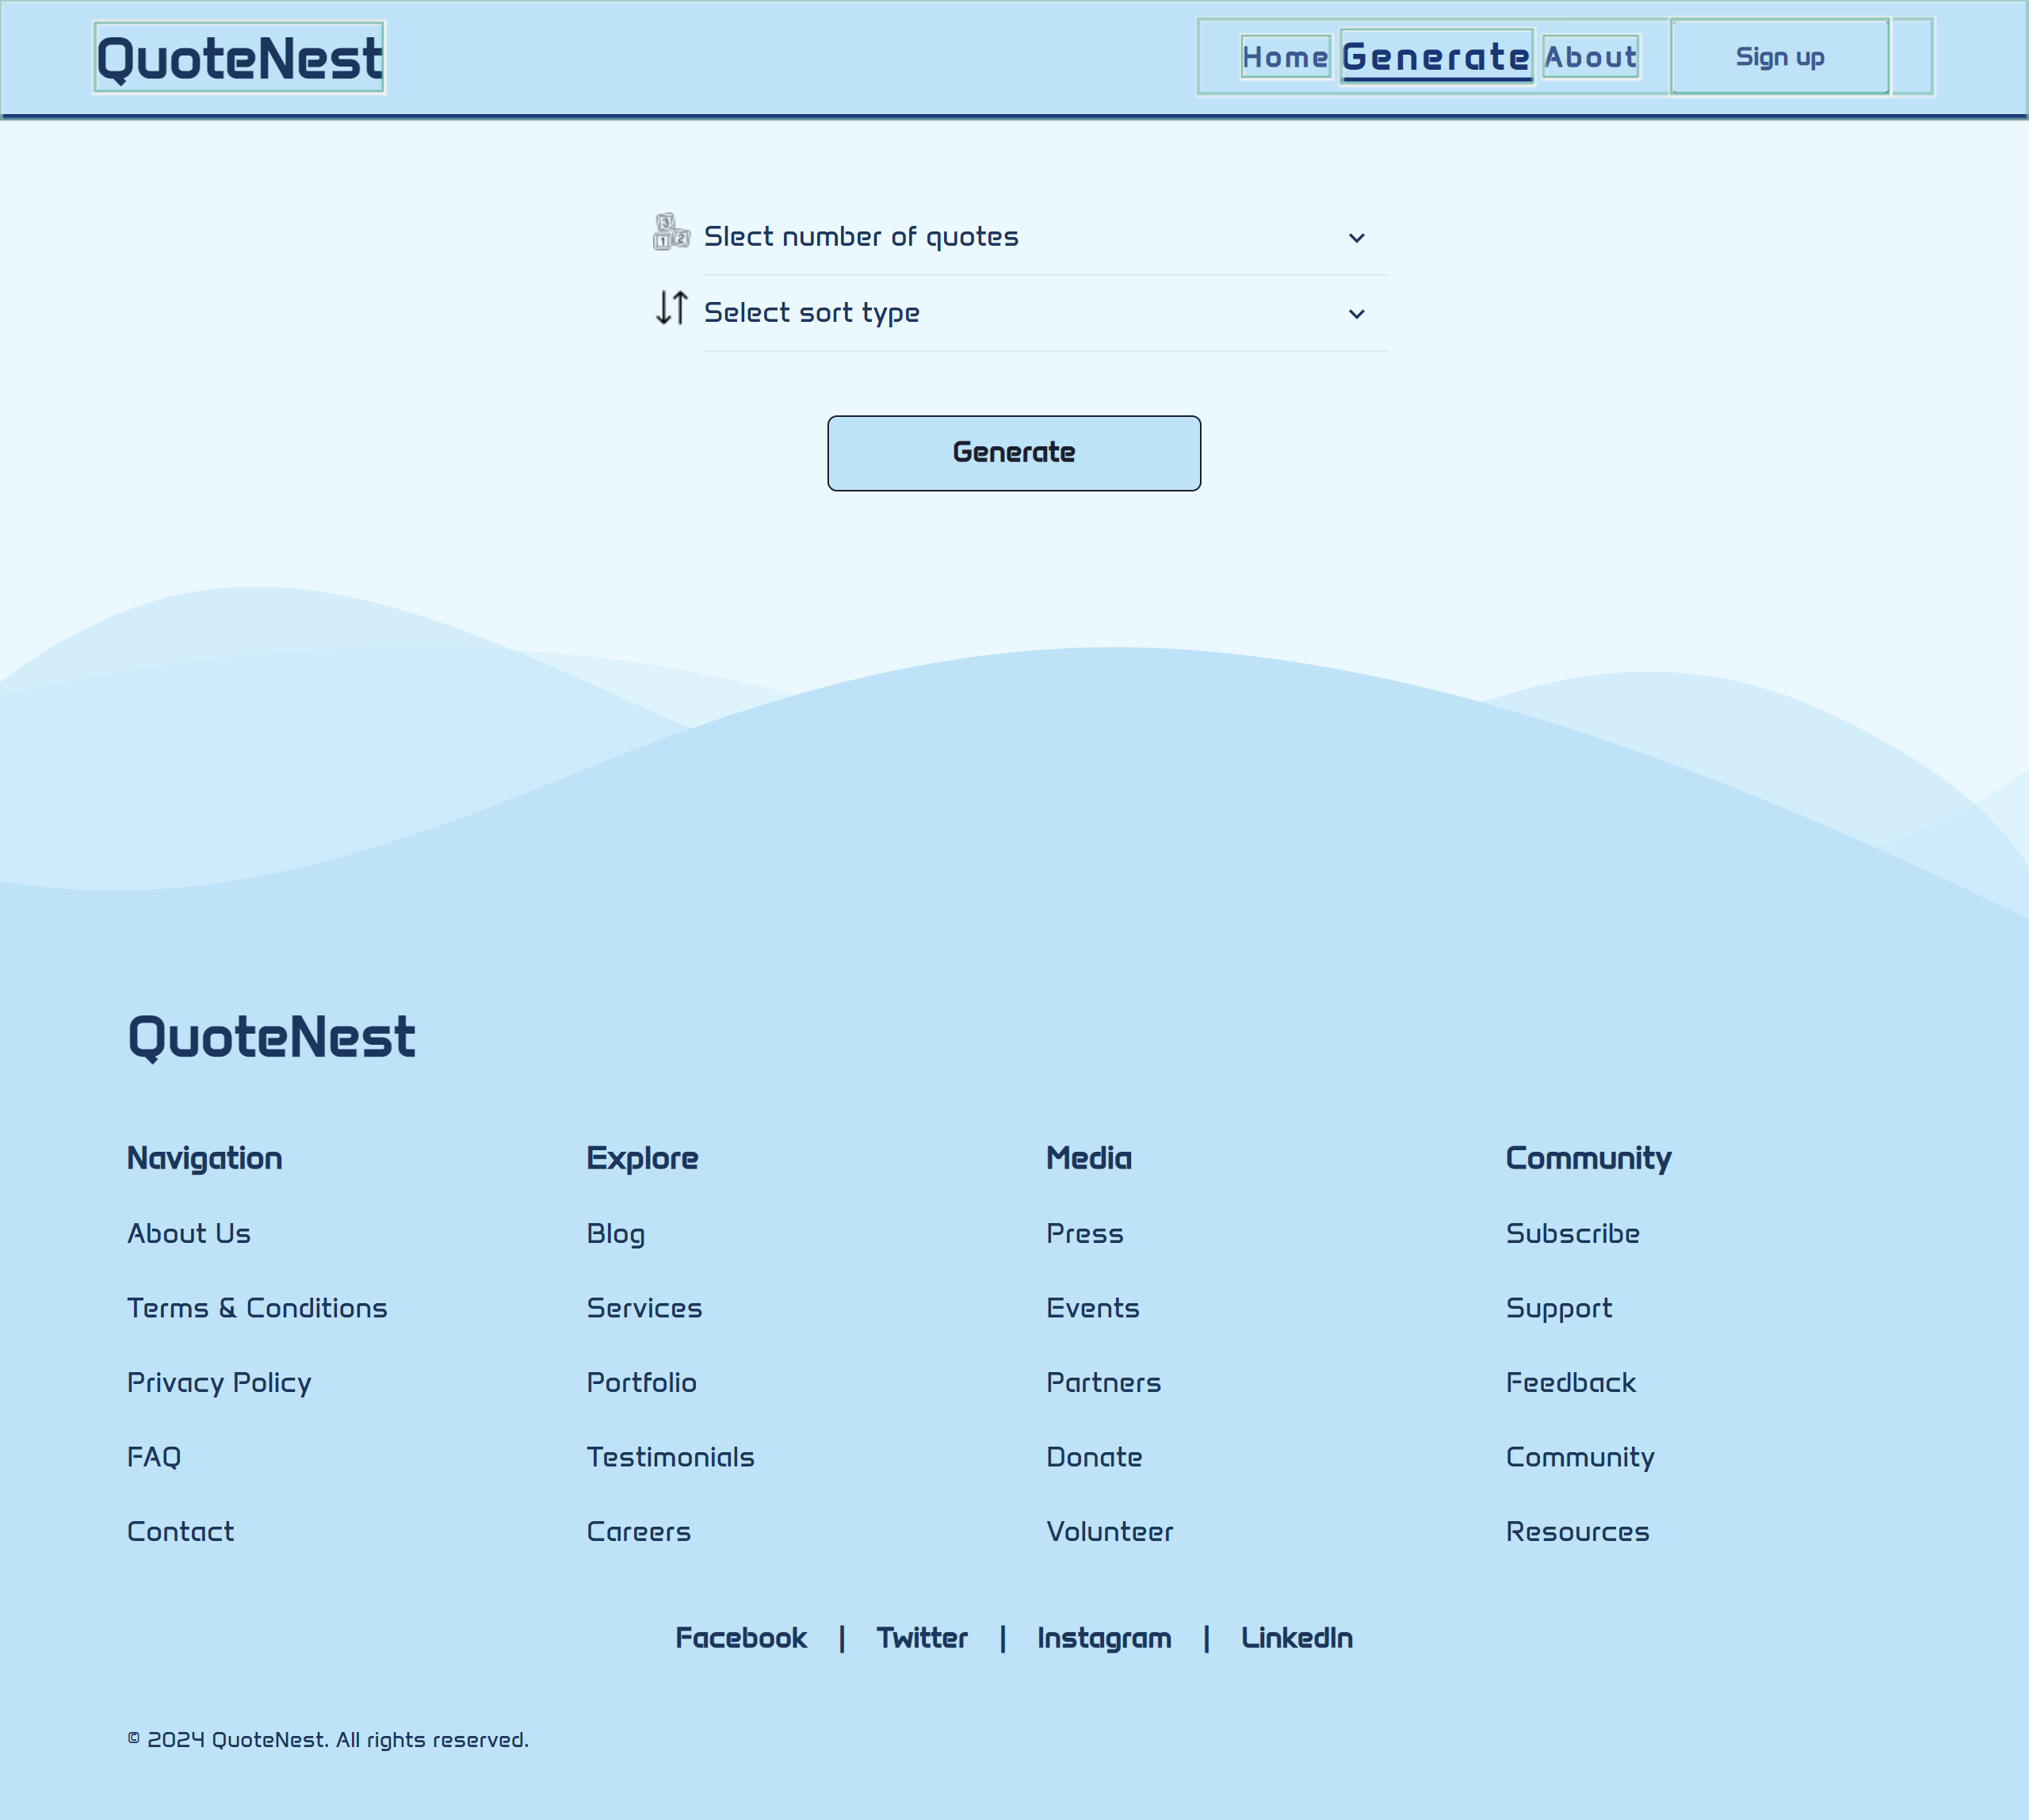 QuoteNest Home Generate About Sign up
Slect number of quotes
Select sort type
Generate
QuoteNest
Navigation Explore Media Community
About Us Blog Press Subscribe
Terms & Conditions Services Events Support
Privacy Policy Portfolio Partners Feedback
FAQ Testimonials Donate Community
Contact Careers Volunteer Resources
Facebook | Twitter | Instagram | LinkedIn
© 2024 QuoteNest. All rights reserved.